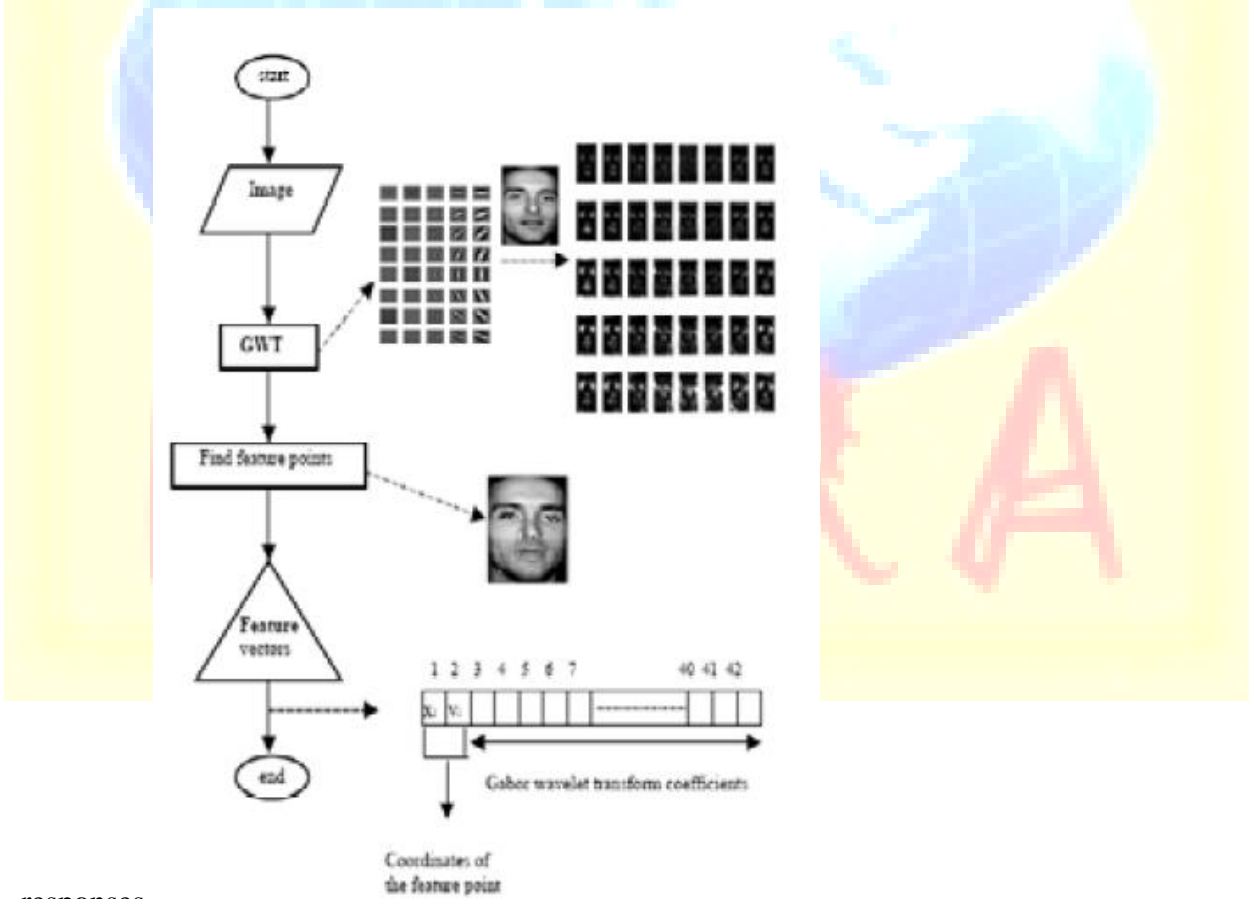 start
Image
GWT
Find feature points
Feature
vectors
1 2 3 4 5 6 7 40 41 42
end
Gabor wavelet transform coefficients
Coordinates of
the feature point
responses
A